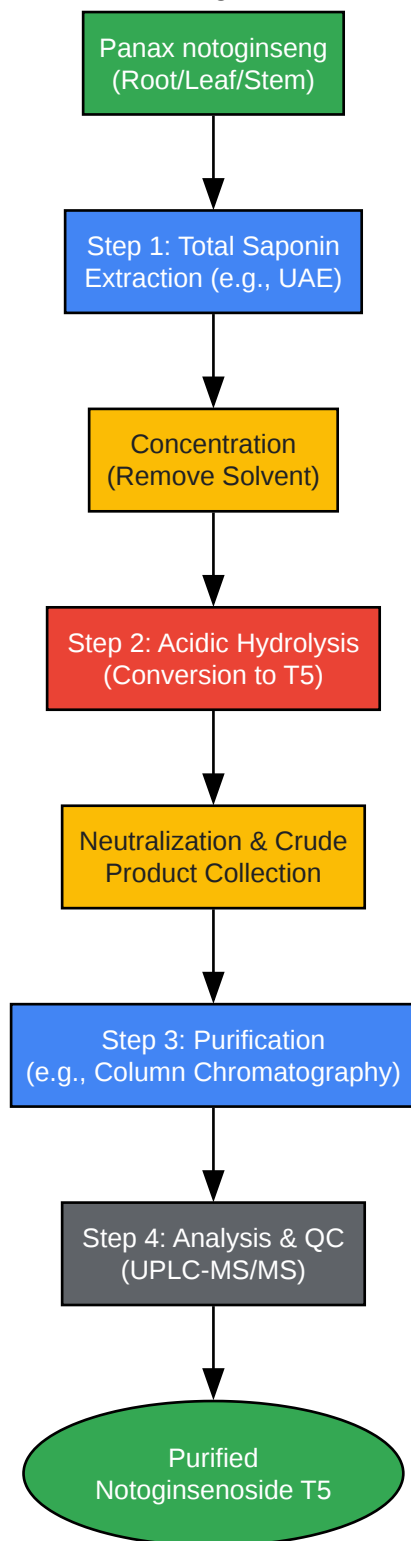 Panax notoginseng
(Root/Leaf/Stem)
Step 1: Total Saponin
Extraction (e.g., UAE)
Concentration
(Remove Solvent)
Step 2: Acidic Hydrolysis
(Conversion to T5)
Neutralization & Crude
Product Collection
Step 3: Purification
(e.g., Column Chromatography)
Step 4: Analysis & QC
(UPLC-MS/MS)
Purified
Notoginsenoside T5